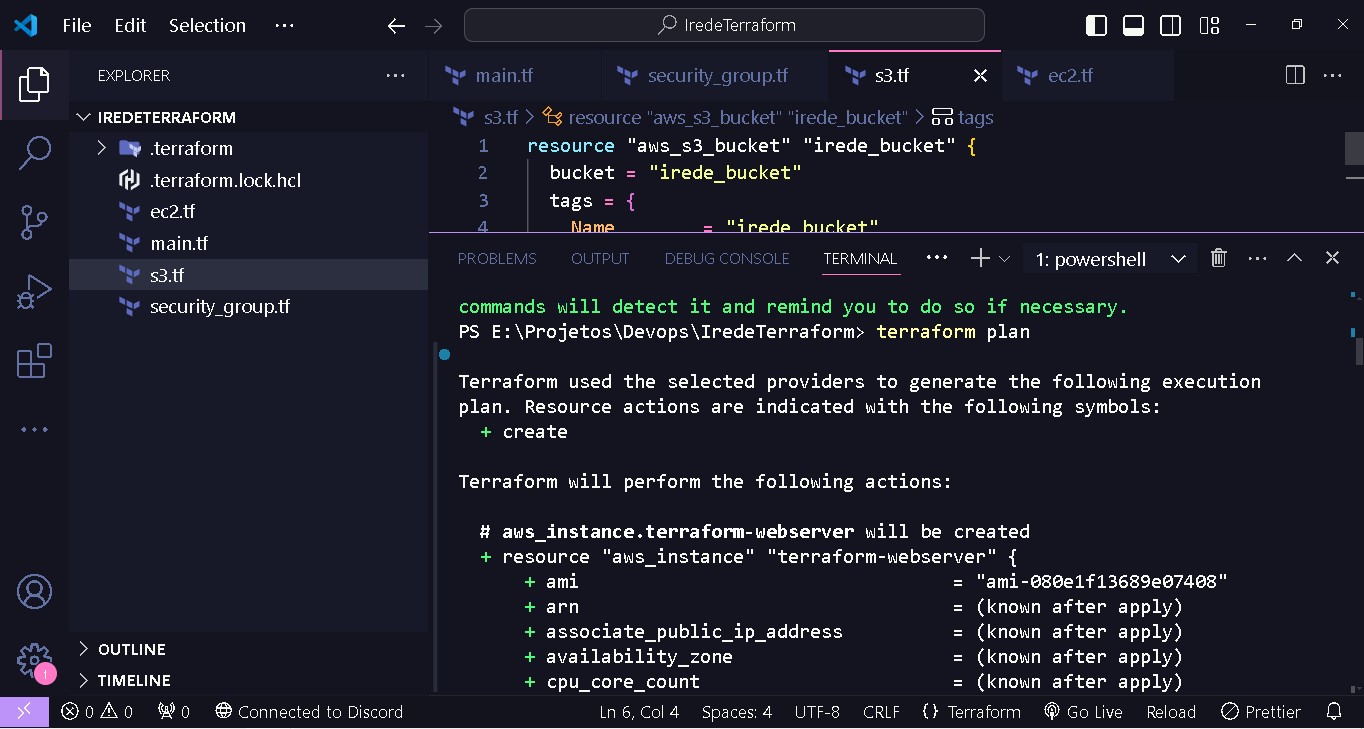 File Edit Selection ···
IredeTerraform
EXPLORER
IREDETERRAFORM
.terraform
.terraform.lock.hcl
ec2.tf
main.tf
s3.tf
security_group.tf
OUTLINE
TIMELINE
main.tf security_group.tf s3.tf ec2.tf
s3.tf > resource "aws_s3_bucket" "irede_bucket" > tags
1 resource "aws_s3_bucket" "irede_bucket" {
2 bucket = "irede_bucket"
3 tags = {
4 Name = "irede_bucket"
PROBLEMS OUTPUT DEBUG CONSOLE TERMINAL ··· 1: powershell
commands will detect it and remind you to do so if necessary.
PS E:\Projetos\Devops\IredeTerraform> terraform plan
Terraform used the selected providers to generate the following execution
plan. Resource actions are indicated with the following symbols:
+ create
Terraform will perform the following actions:
# aws_instance.terraform-webserver will be created
+ resource "aws_instance" "terraform-webserver" {
+ ami = "ami-080e1f13689e07408"
+ arn = (known after apply)
+ associate_public_ip_address = (known after apply)
+ availability_zone = (known after apply)
+ cpu_core_count = (known after apply)
1
0 0 0 Connected to Discord Ln 6, Col 4 Spaces: 4 UTF-8 CRLF {} Terraform Go Live Reload Prettier